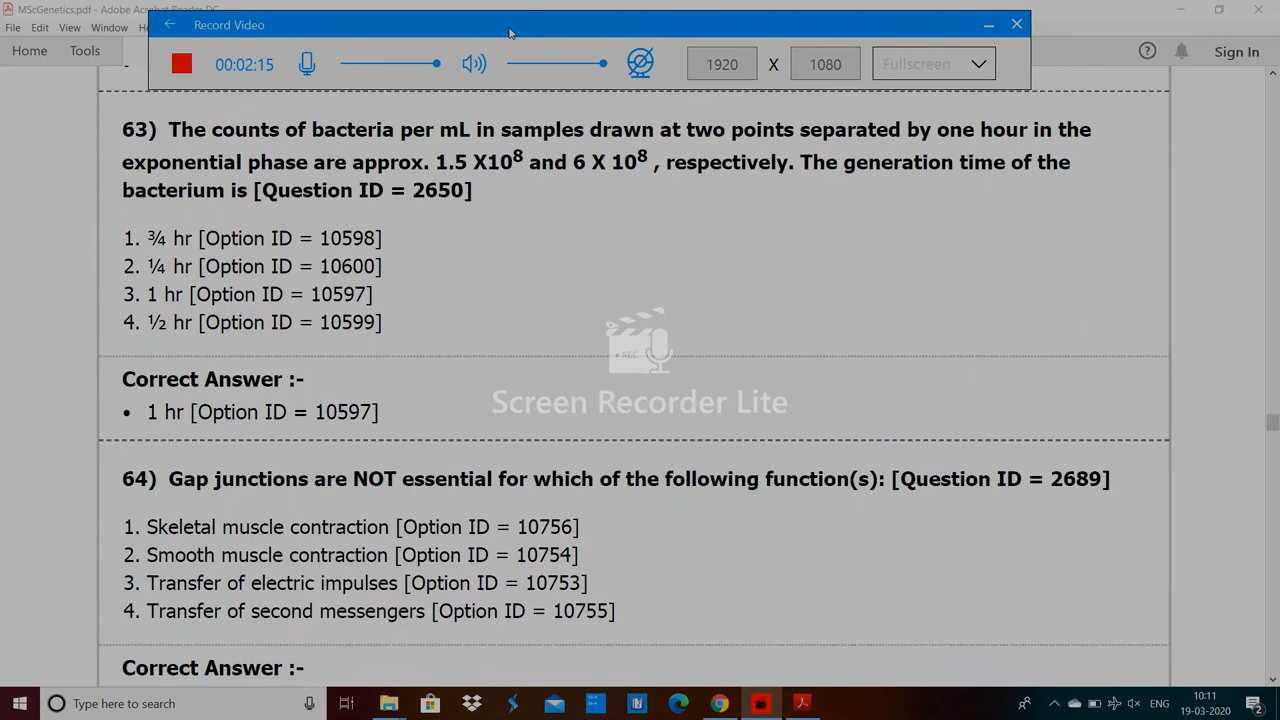 MScGenetics.pdf - Adobe Acrobat Reader DC
Record Video
File Edit View Window
00:02:15
1920 X 1080 Fullscreen
Home Tools
Sign In
63) The counts of bacteria per mL in samples drawn at two points separated by one hour in the
exponential phase are approx. 1.5 X10⁸ and 6 X 10⁸ , respectively. The generation time of the
bacterium is [Question ID = 2650]
1. ¾ hr [Option ID = 10598]
2. ¼ hr [Option ID = 10600]
3. 1 hr [Option ID = 10597]
4. ½ hr [Option ID = 10599]
Correct Answer :-
• 1 hr [Option ID = 10597]
REC
Screen Recorder Lite
64) Gap junctions are NOT essential for which of the following function(s): [Question ID = 2689]
1. Skeletal muscle contraction [Option ID = 10756]
2. Smooth muscle contraction [Option ID = 10754]
3. Transfer of electric impulses [Option ID = 10753]
4. Transfer of second messengers [Option ID = 10755]
Correct Answer :-
Type here to search
ENG
10:11
19-03-2020
2